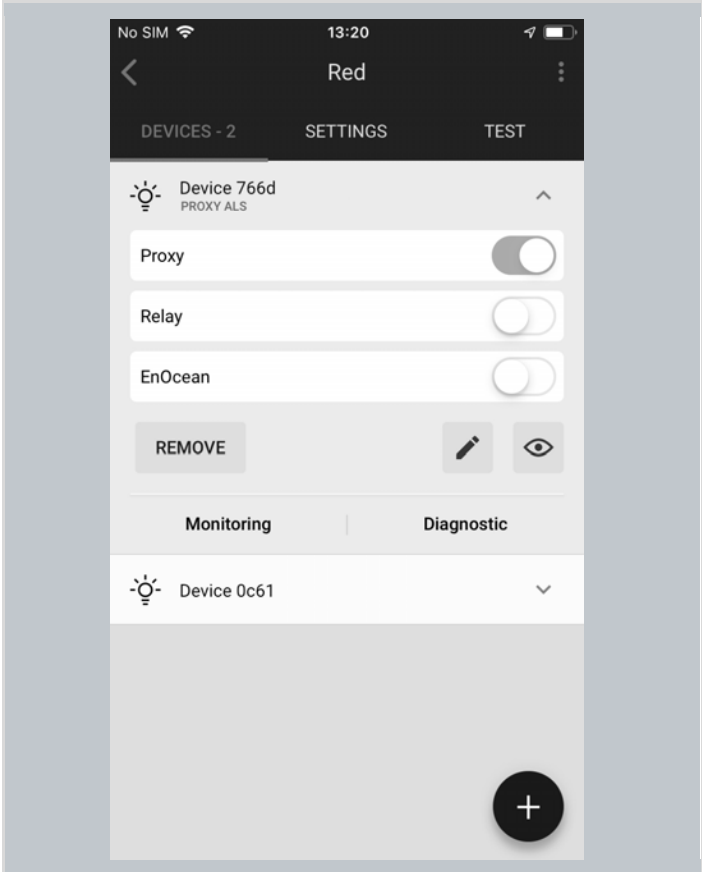 No SIM 13:20
Red
DEVICES - 2 SETTINGS TEST
Device 766d
PROXY ALS
Proxy
Relay
EnOcean
REMOVE
Monitoring Diagnostic
Device 0c61
+